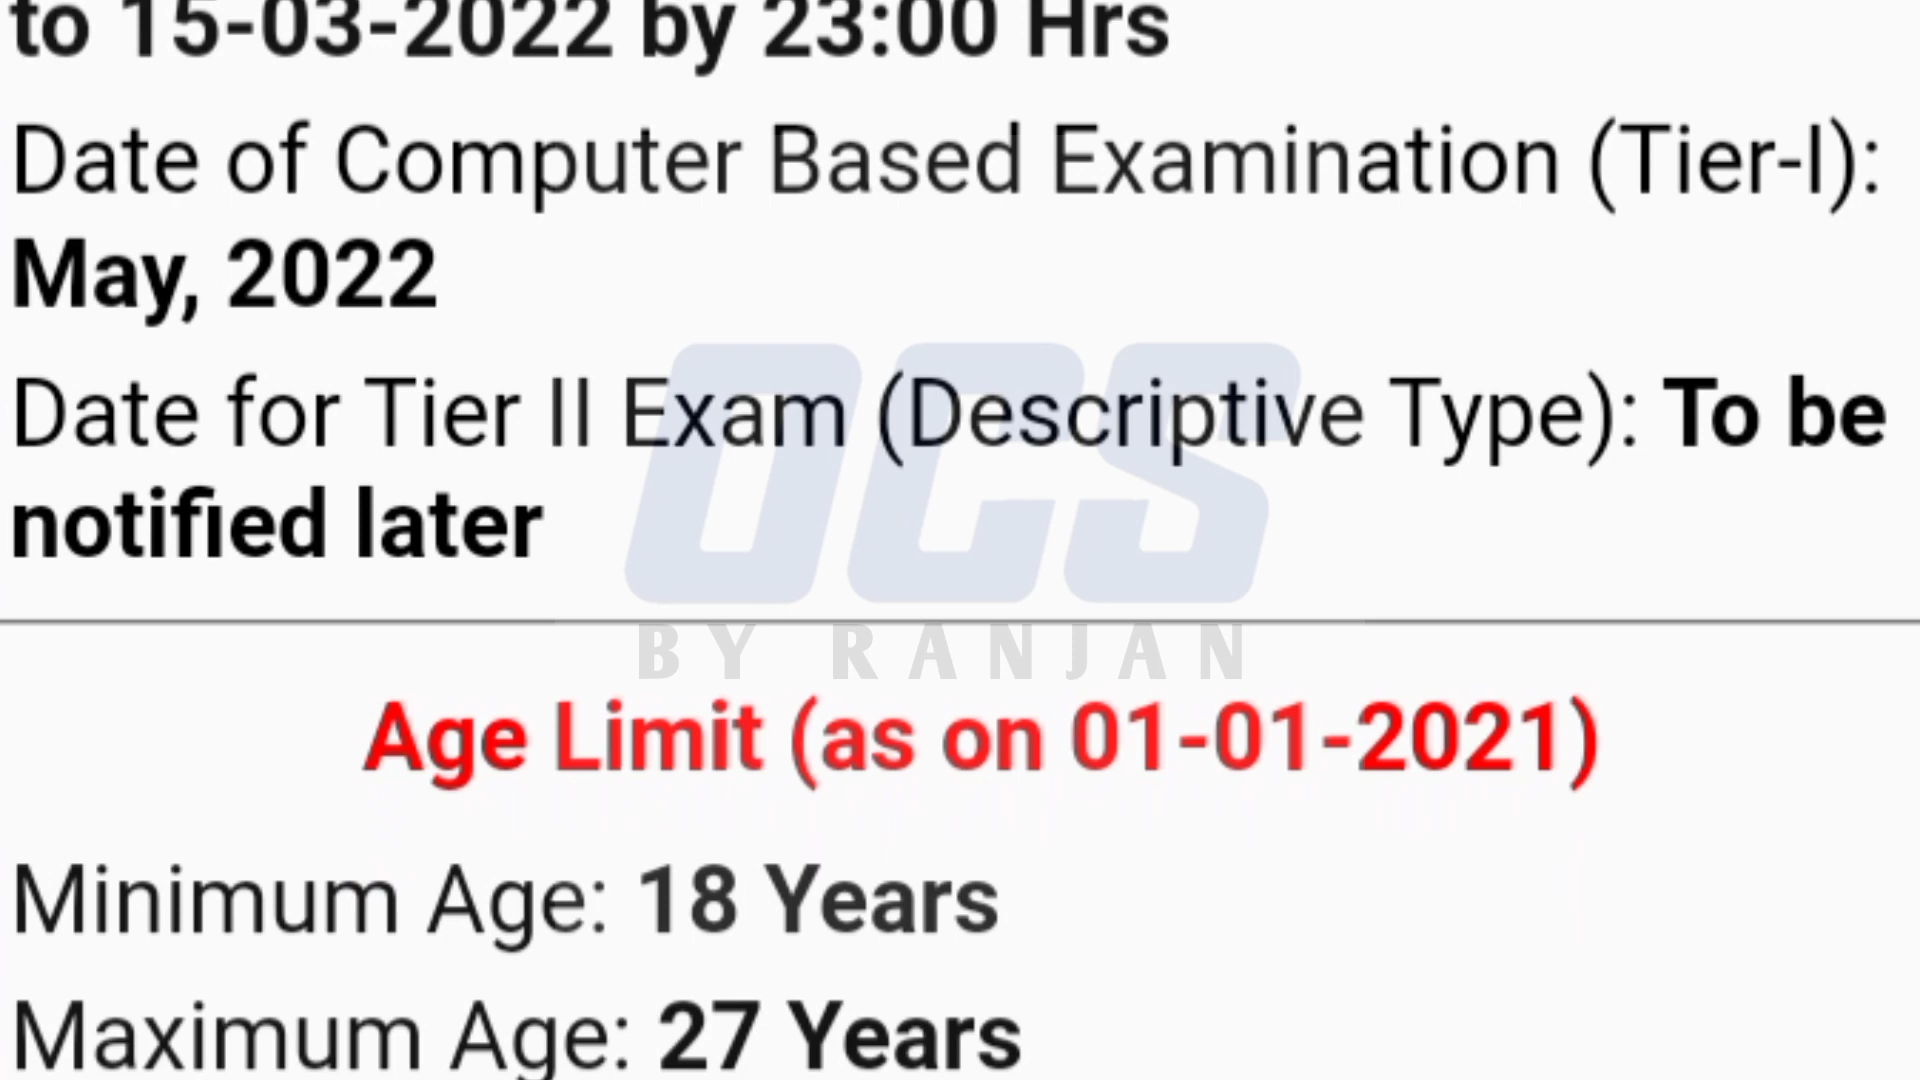 to 15-03-2022 by 23:00 Hrs
Date of Computer Based Examination (Tier-I):
May, 2022
Date for Tier II Exam (Descriptive Type): To be
notified later
OCS
BY RANJAN
Age Limit (as on 01-01-2021)
Minimum Age: 18 Years
Maximum Age: 27 Years